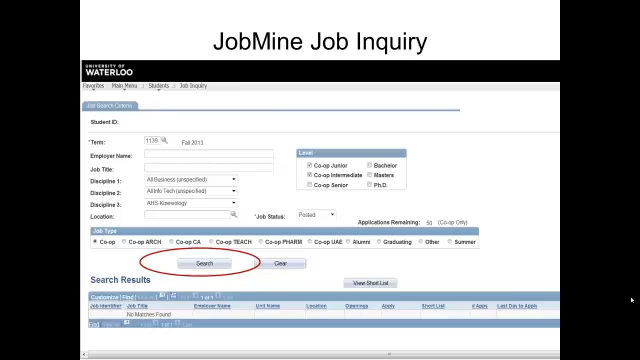 JobMine Job Inquiry
UNIVERSITY OF
WATERLOO
Favorites Main Menu Students Job Inquiry
Job Search Criteria
Student ID:
*Term: 1139 Fall 2013
Employer Name:
Job Title:
Discipline 1: All Business (unspecified)
Discipline 2: All Info Tech (unspecified)
Discipline 3: AHS-Kinesiology
Location:
Level
Co-op Junior Bachelor
Co-op Intermediate Masters
Co-op Senior Ph.D.
*Job Status: Posted
Applications Remaining: 50 (Co-op Only)
Job Type
Co-op Co-op ARCH Co-op CA Co-op TEACH Co-op PHARM Co-op UAE Alumni Graduating Other Summer
Search Clear
Search Results
View Short List
Customize | Find |
Job Identifier Job Title Employer Name Unit Name Location Openings Apply Short List # Apps Last Day to Apply
No Matches Found!
Find